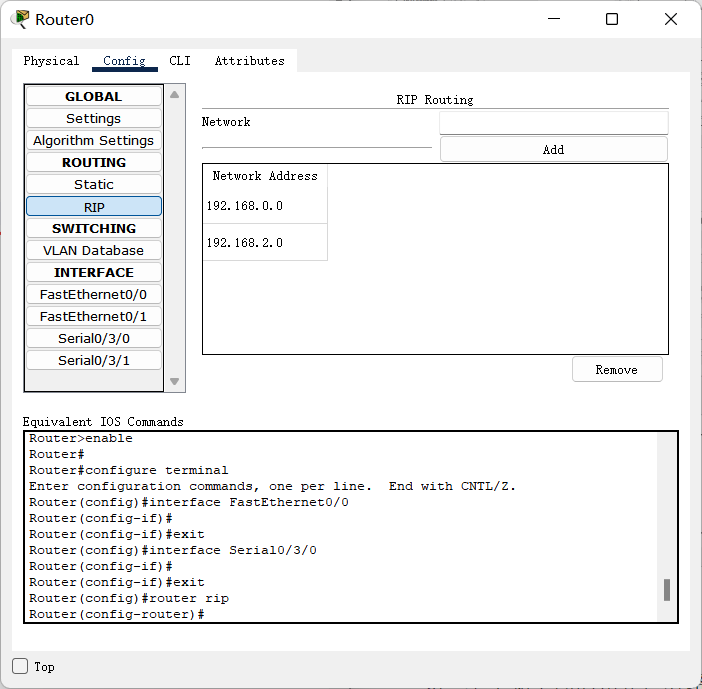 Router0
Physical Config CLI Attributes
GLOBAL
Settings
Algorithm Settings
ROUTING
Static
RIP
SWITCHING
VLAN Database
INTERFACE
FastEthernet0/0
FastEthernet0/1
Serial0/3/0
Serial0/3/1
RIP Routing
Network
Add
Network Address
192.168.0.0
192.168.2.0
Remove
Equivalent IOS Commands
Router>enable
Router#
Router#configure terminal
Enter configuration commands, one per line.  End with CNTL/Z.
Router(config)#interface FastEthernet0/0
Router(config-if)#
Router(config-if)#exit
Router(config)#interface Serial0/3/0
Router(config-if)#
Router(config-if)#exit
Router(config)#router rip
Router(config-router)#
Top